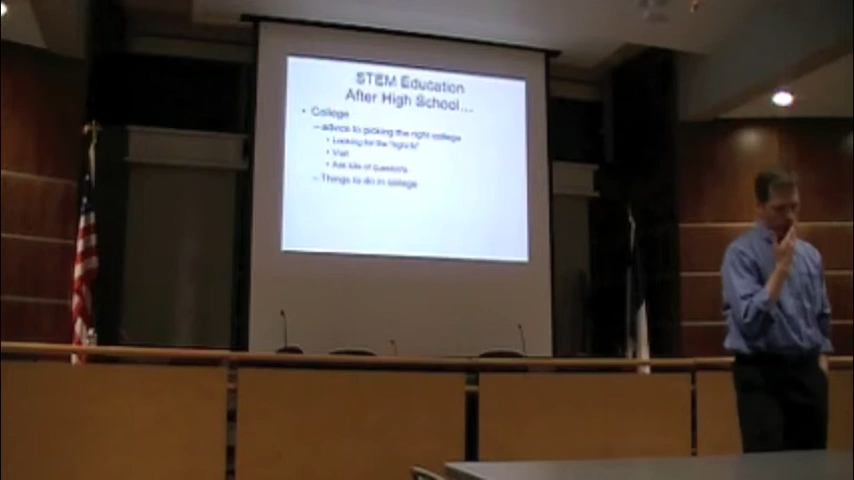 STEM Education
After High School...
• College
– advice to picking the right college
• Looking for the "right fit"
• Visit
• Ask lots of questions
– Things to do in college